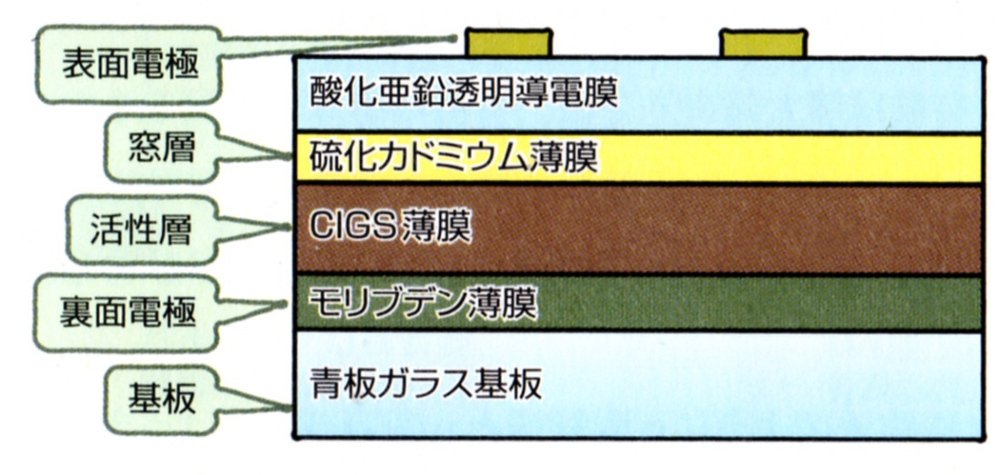 表面電極
酸化亜鉛透明導電膜
窓層
硫化カドミウム薄膜
活性層
CIGS薄膜
裏面電極
モリブデン薄膜
基板
青板ガラス基板